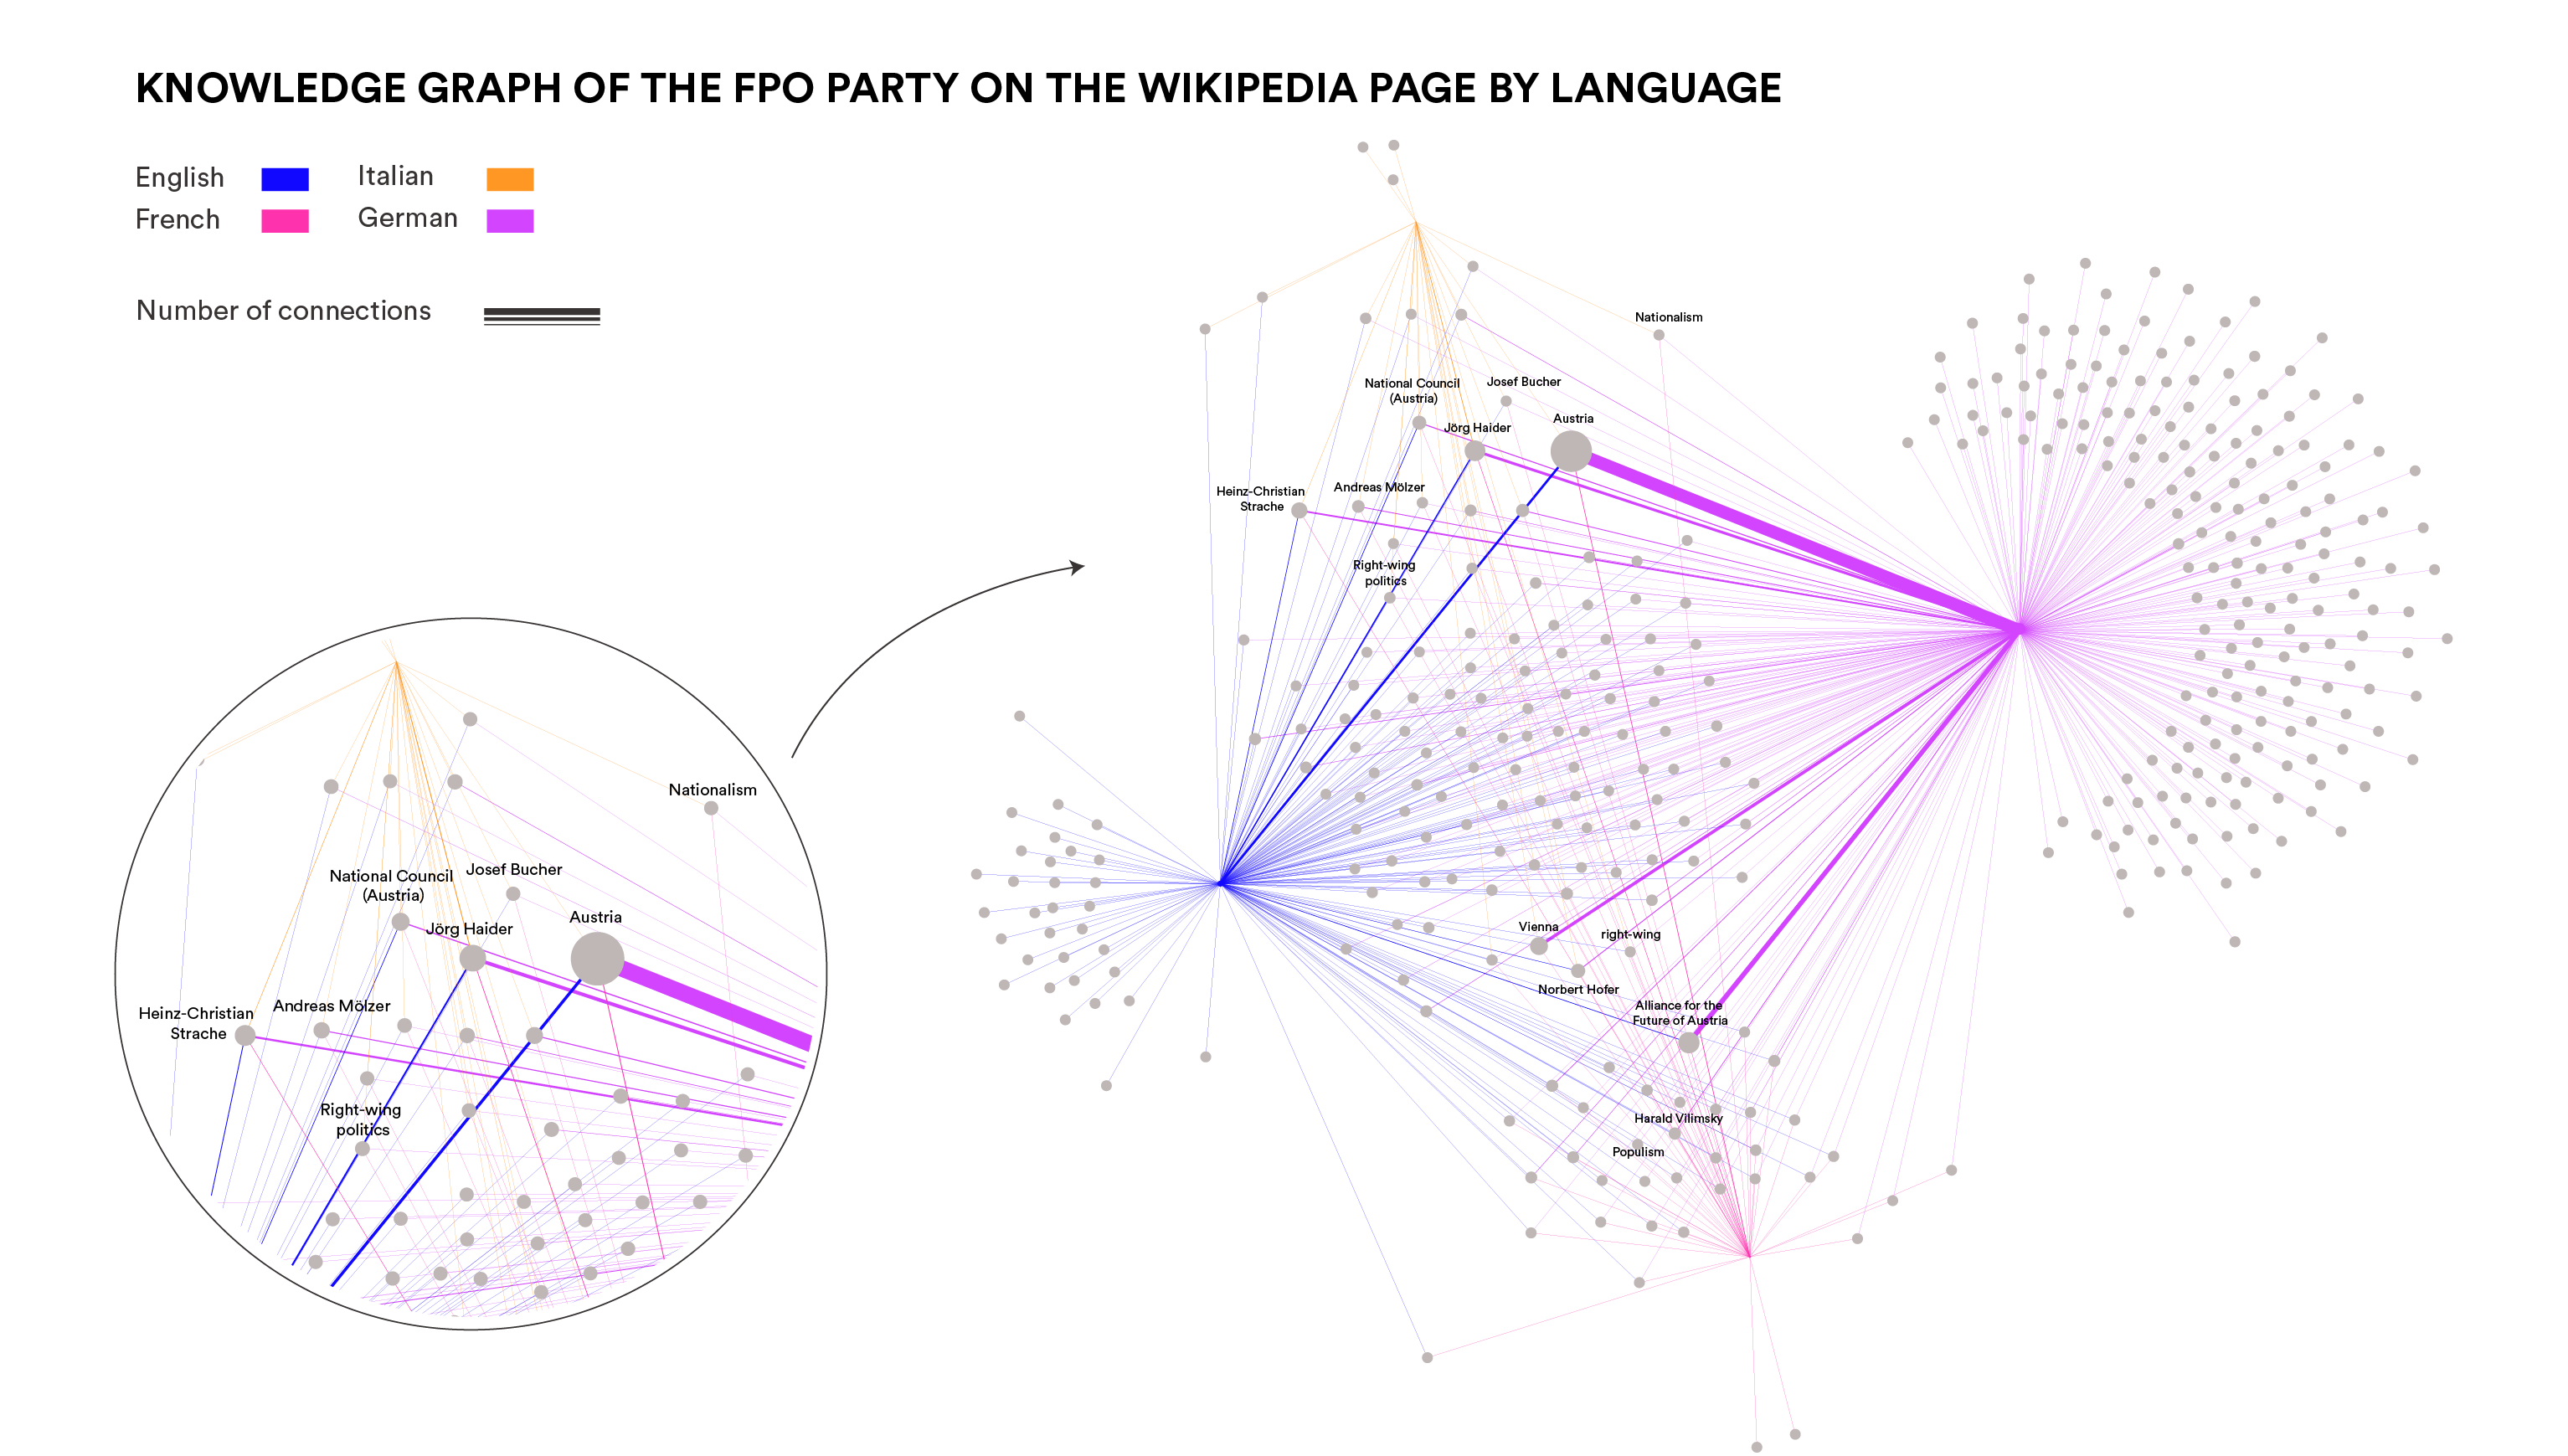 KNOWLEDGE GRAPH OF THE FPO PARTY ON THE WIKIPEDIA PAGE BY LANGUAGE
English
Italian
French
German
Number of connections
Nationalism
National Council
(Austria)
Josef Bucher
Jörg Haider
Austria
Heinz-Christian
Strache
Andreas Mölzer
Right-wing
politics
Vienna
right-wing
Norbert Hofer
Alliance for the
Future of Austria
Harald Vilimsky
Populism
Nationalism
National Council
(Austria)
Josef Bucher
Jörg Haider
Austria
Heinz-Christian
Strache
Andreas Mölzer
Right-wing
politics